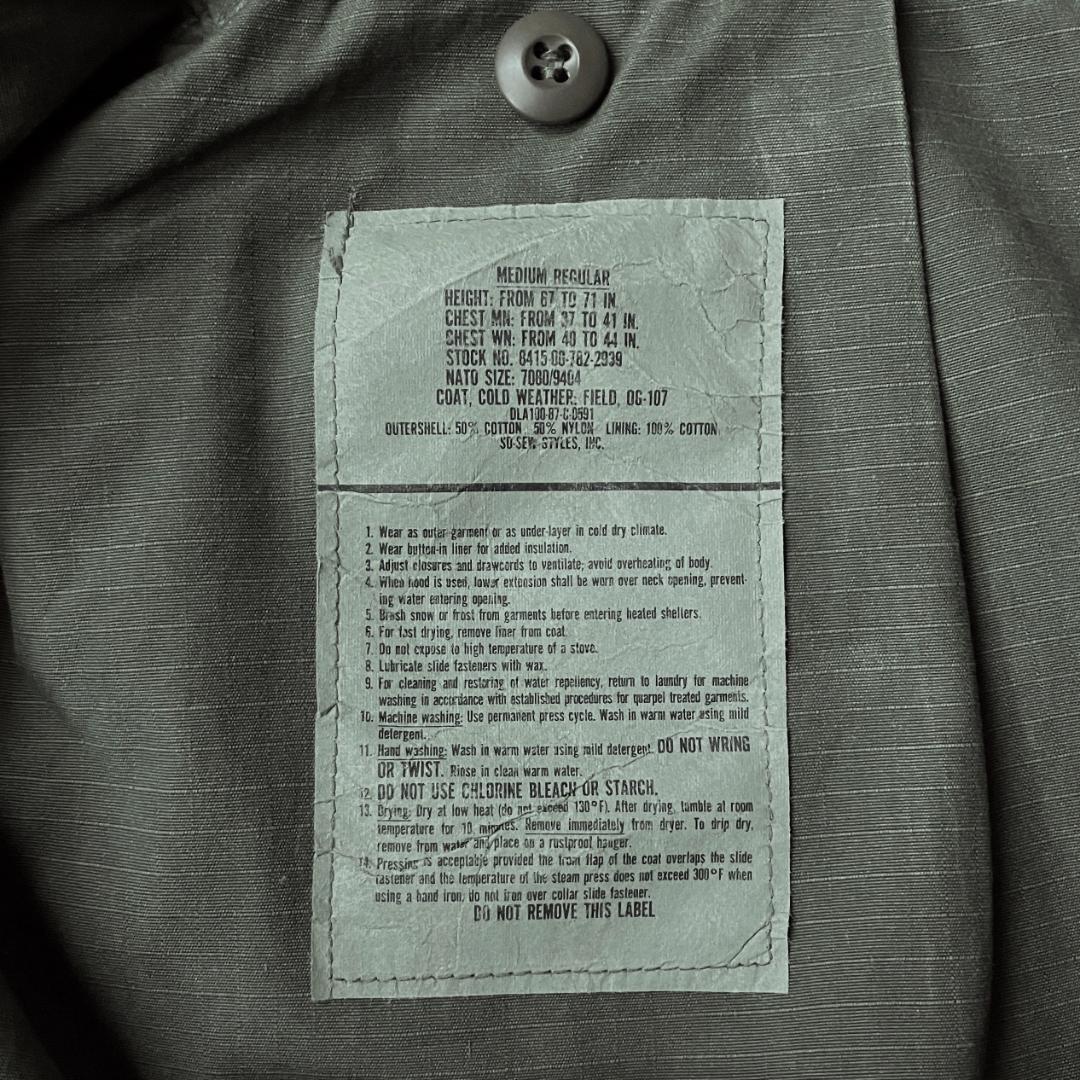 MEDIUM REGULAR
HEIGHT: FROM 67 TO 71 IN.
CHEST MN: FROM 37 TO 41 IN.
CHEST WN: FROM 40 TO 44 IN.
STOCK NO. 8415-00-782-2939
NATO SIZE: 7080/9404
COAT, COLD WEATHER: FIELD, OG-107
DLA100-87-C-0591
OUTERSHELL: 50% COTTON 50% NYLON LINING: 100% COTTON
SO-SEW STYLES, INC.
1. Wear as outer garment or as under-layer in cold dry climate.
2. Wear button-in liner for added insulation.
3. Adjust closures and drawcords to ventilate; avoid overheating of body.
4. When hood is used, lower extension shall be worn over neck opening, prevent-
ing water entering opening.
5. Brush snow or frost from garments before entering heated shelters.
6. For fast drying, remove liner from coat.
7. Do not expose to high temperature of a stove.
8. Lubricate slide fasteners with wax.
9. For cleaning and restoring of water repellency, return to laundry for machine
washing in accordance with established procedures for quarpel treated garments.
10. Machine washing: Use permanent press cycle. Wash in warm water using mild
detergent.
11. Hand washing: Wash in warm water using mild detergent. DO NOT WRING
OR TWIST. Rinse in clean warm water.
12. DO NOT USE CHLORINE BLEACH OR STARCH.
13. Drying: Dry at low heat (do not exceed 130°F). After drying, tumble at room
temperature for 10 minutes. Remove immediately from dryer. To drip dry,
remove from water and place on a rustproof hanger.
14. Pressing is acceptable provided the front flap of the coat overlaps the slide
fastener and the temperature of the steam press does not exceed 300°F when
using a hand iron, do not iron over collar slide fastener.
DO NOT REMOVE THIS LABEL